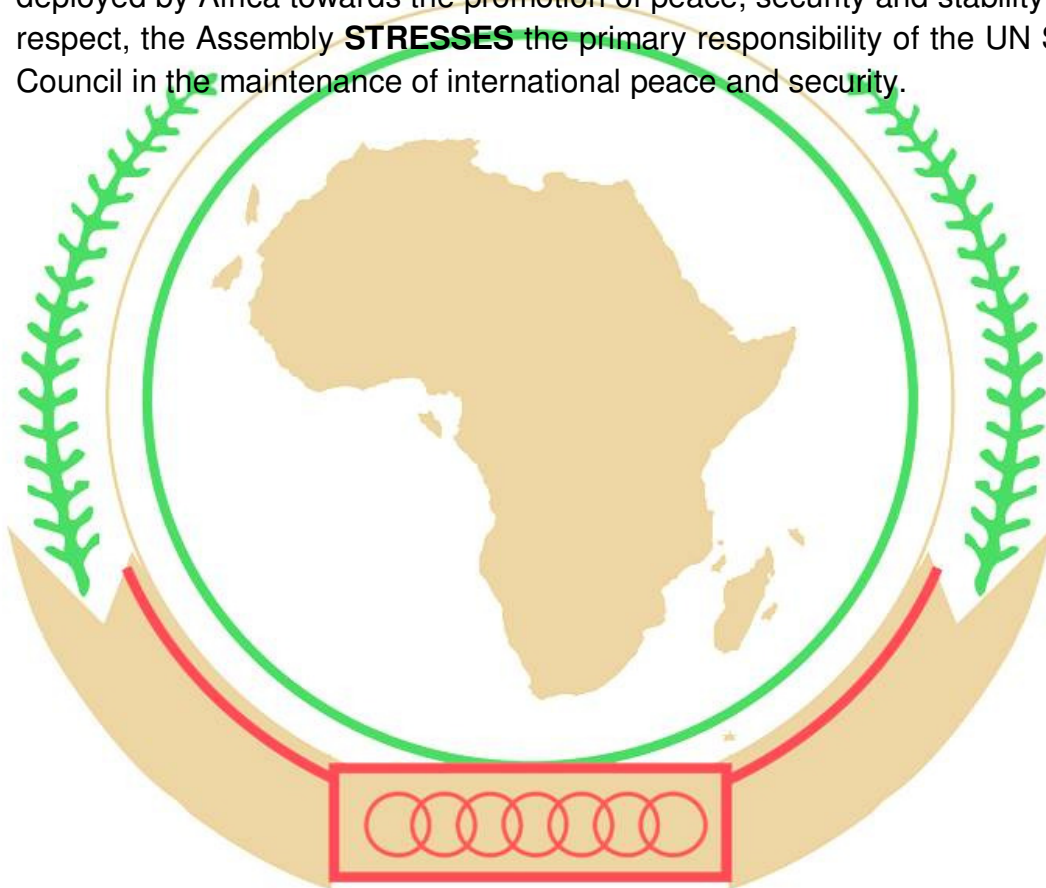 deployed by Africa towards the promotion of peace, security and stability
respect, the Assembly STRESSES the primary responsibility of the UN
Council in the maintenance of international peace and security.